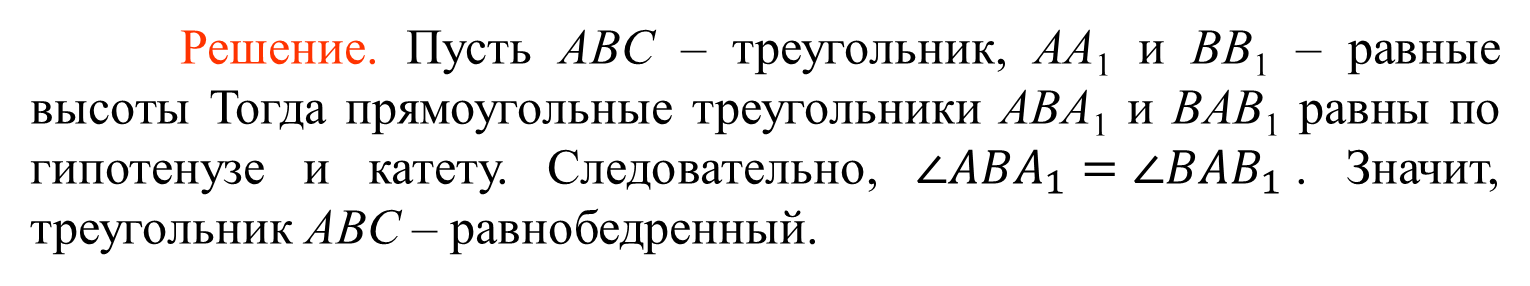 Решение. Пусть ABC – треугольник, AA₁ и BB₁ – равные
высоты Тогда прямоугольные треугольники ABA₁ и BAB₁ равны по
гипотенузе и катету. Следовательно, ∠ABA₁ = ∠BAB₁ . Значит,
треугольник ABC – равнобедренный.